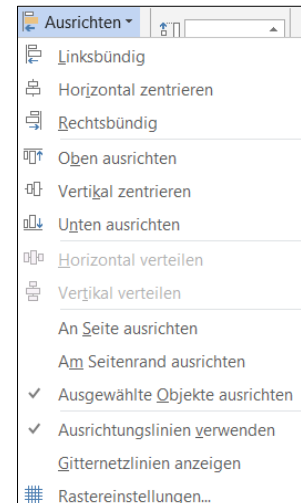 Ausrichten
Linksbündig
Horizontal zentrieren
Rechtsbündig
Oben ausrichten
Vertikal zentrieren
Unten ausrichten
Horizontal verteilen
Vertikal verteilen
An Seite ausrichten
Am Seitenrand ausrichten
Ausgewählte Objekte ausrichten
Ausrichtungslinien verwenden
Gitternetzlinien anzeigen
Rastereinstellungen...